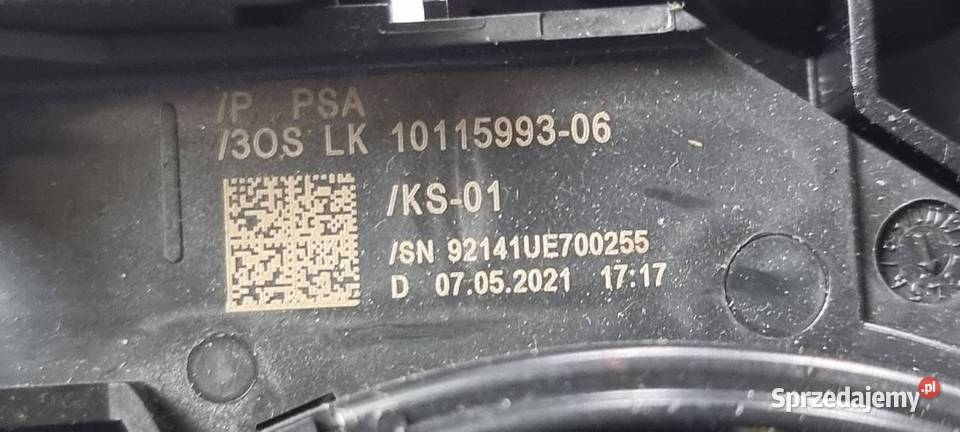 /P PSA
/3OS LK 10115993-06
/KS-01
/SN 92141UE700255
D 07.05.2021 17:17
Sprzedajemy.pl